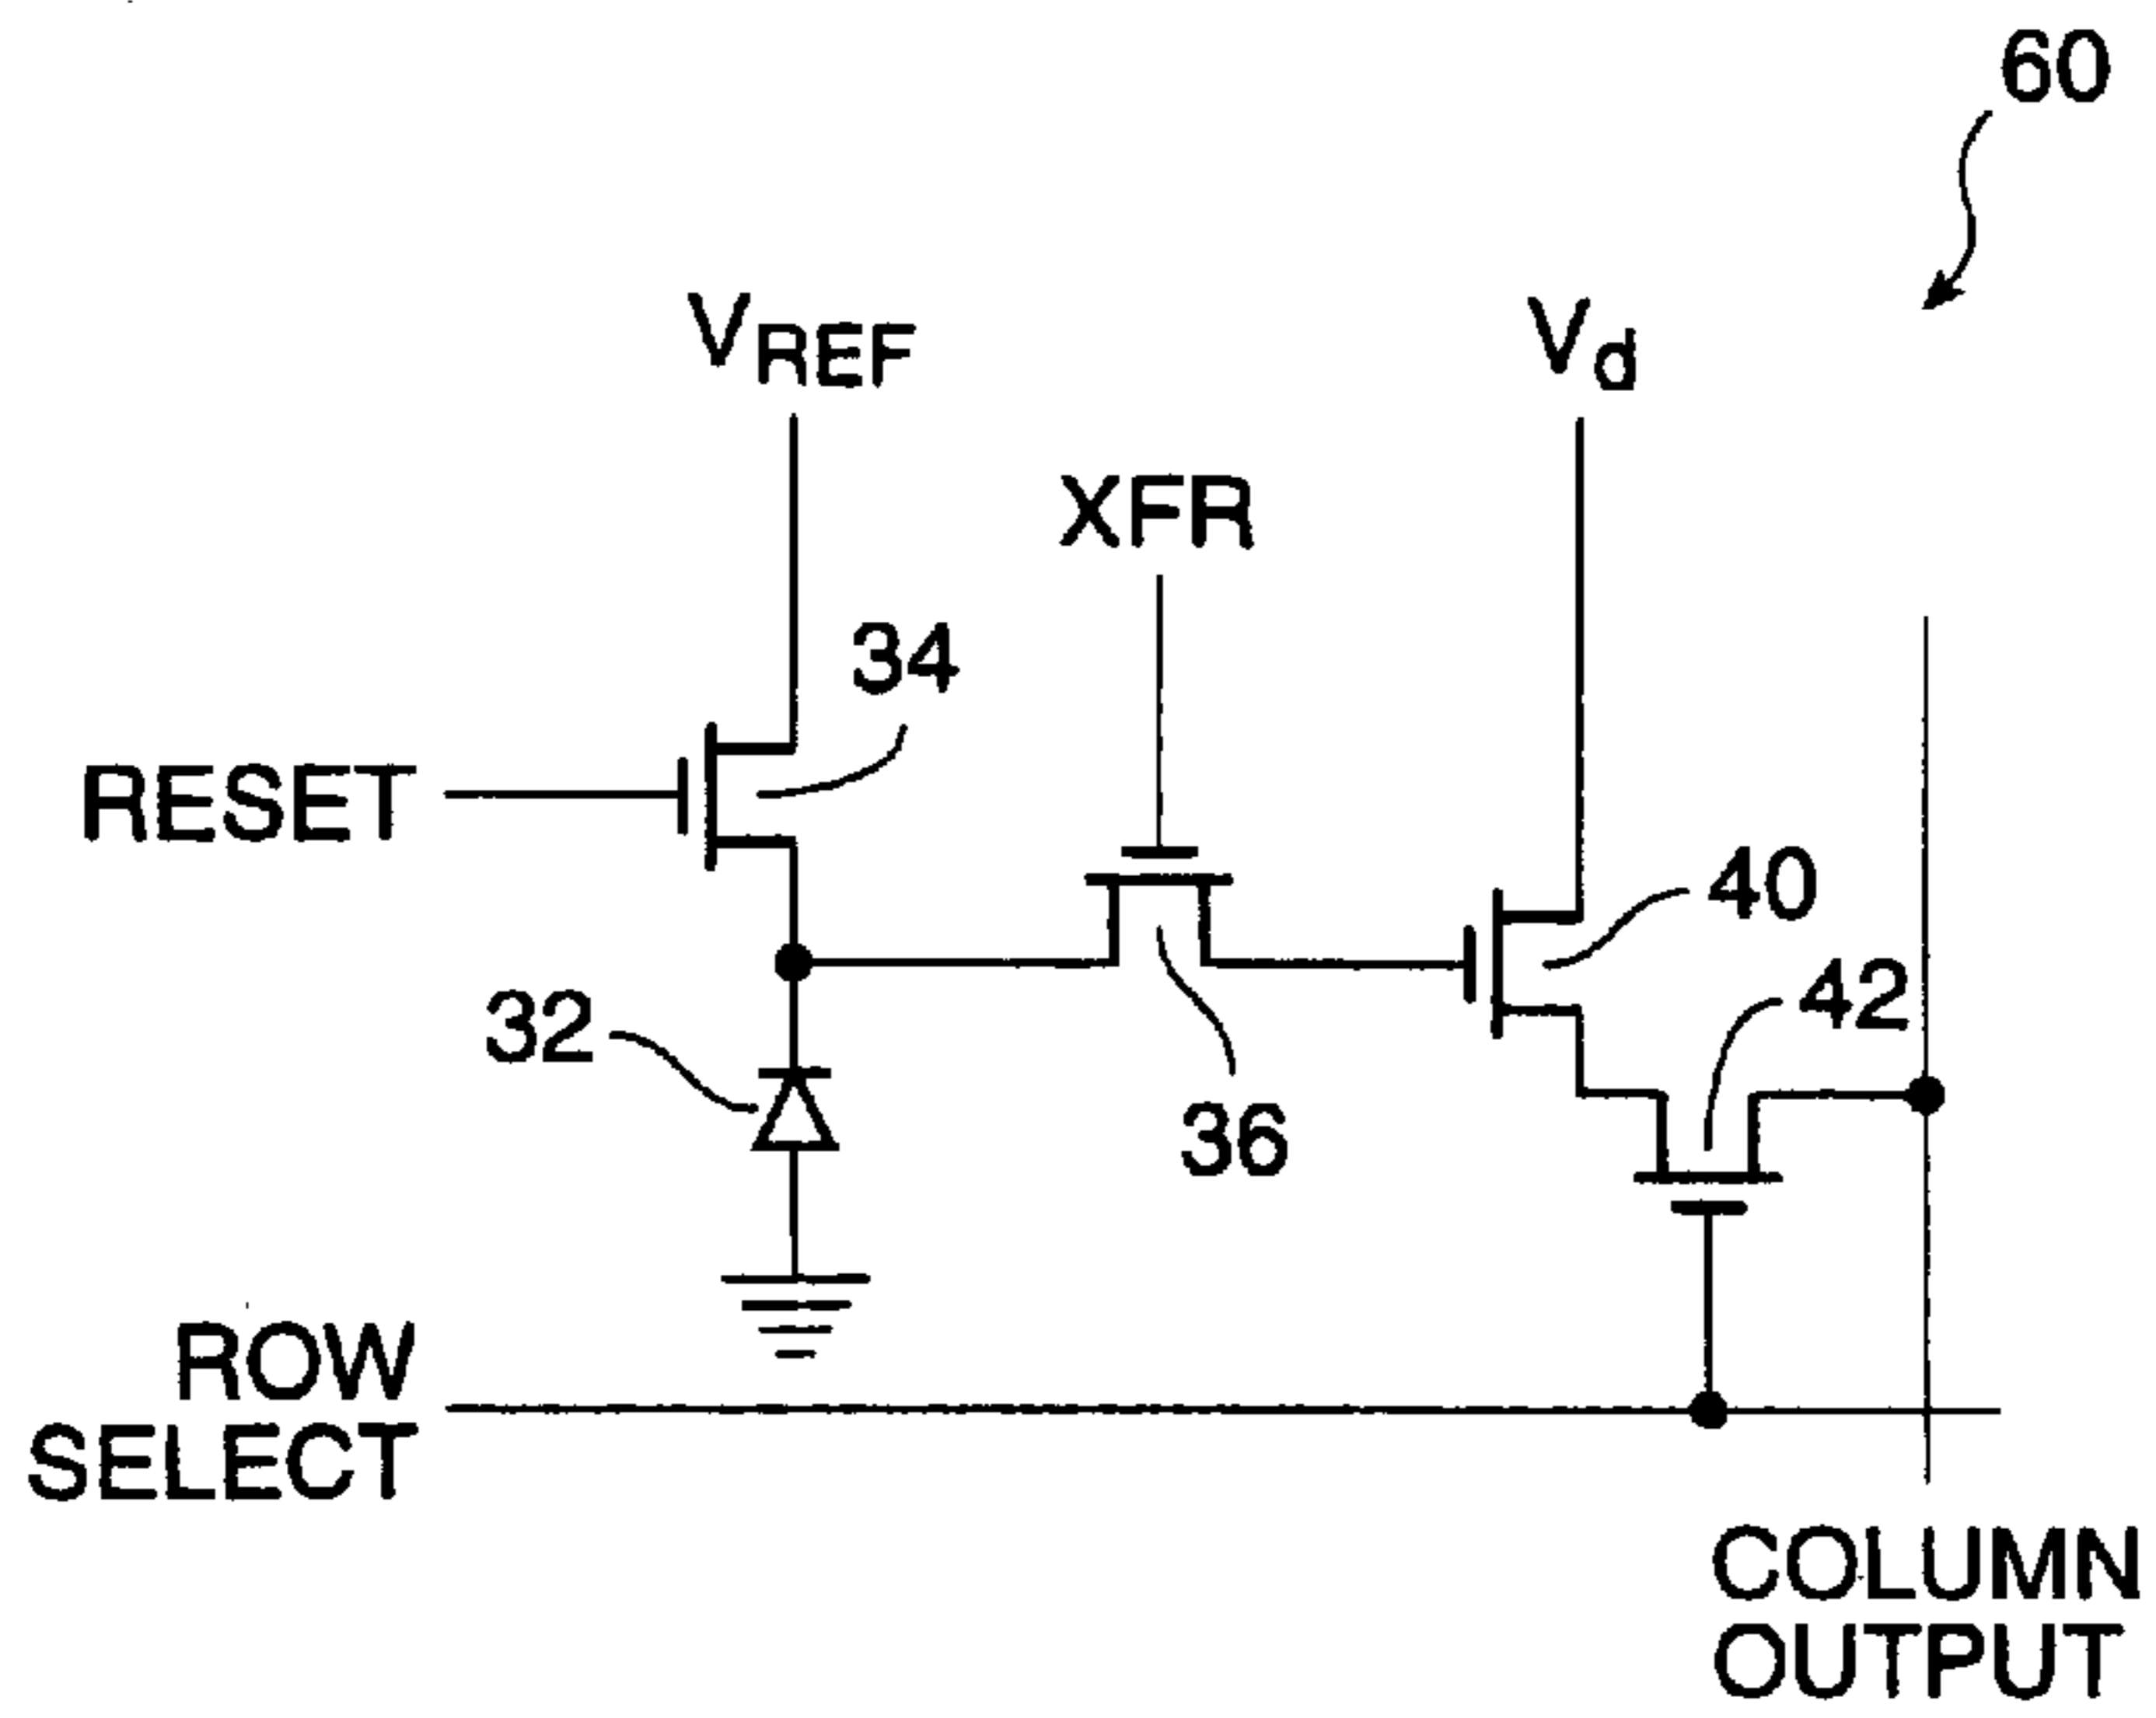 60
VREF
Vd
XFR
34
RESET
40
42
32
36
ROW
SELECT
COLUMN
OUTPUT